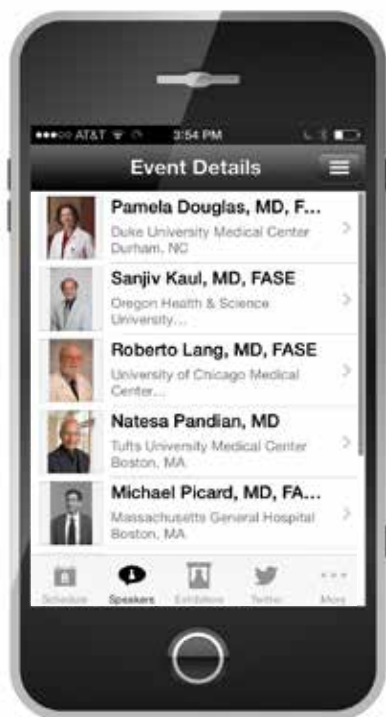 AT&T 3:54 PM
Event Details
Pamela Douglas, MD, F...
Duke University Medical Center
Durham, NC
Sanjiv Kaul, MD, FASE
Oregon Health & Science
University...
Roberto Lang, MD, FASE
University of Chicago Medical
Center...
Natesa Pandian, MD
Tufts University Medical Center
Boston, MA
Michael Picard, MD, FA...
Massachusetts General Hospital
Boston, MA
Schedule Speakers Exhibitors Twitter More